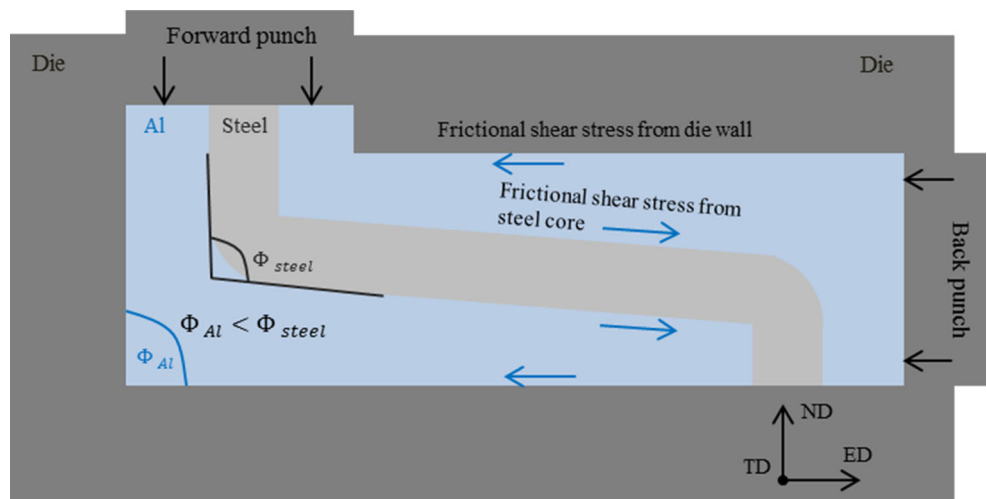 Forward punch
Die
Die
Al
Steel
Frictional shear stress from die wall
Frictional shear stress from
steel core
Φ steel
Φ Al < Φ steel
Φ Al
Back punch
ND
TD
ED